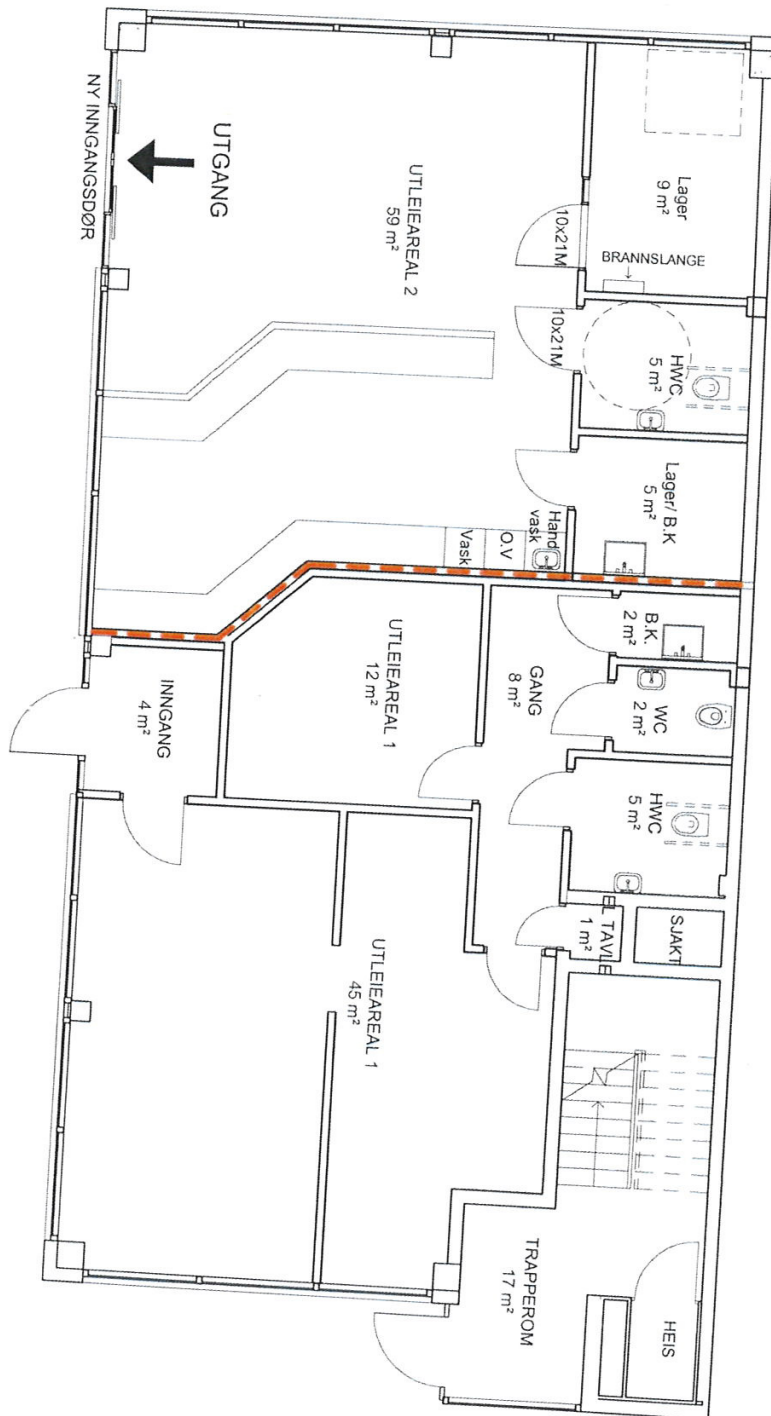 NY INNGANGSDØR
UTGANG
UTLEIEAREAL 2
59 m²
10x21M
10x21M
Lager
9 m²
BRANNSLANGE
HWC
5 m²
Lager/ B.K
5 m²
Hand
vask
O.V
Vask
B.K.
2 m²
WC
2 m²
GANG
8 m²
UTLEIEAREAL 1
12 m²
INNGANG
4 m²
HWC
5 m²
L TAVL
1 m²
SJAKT
UTLEIEAREAL 1
45 m²
TRAPPEROM
17 m²
HEIS